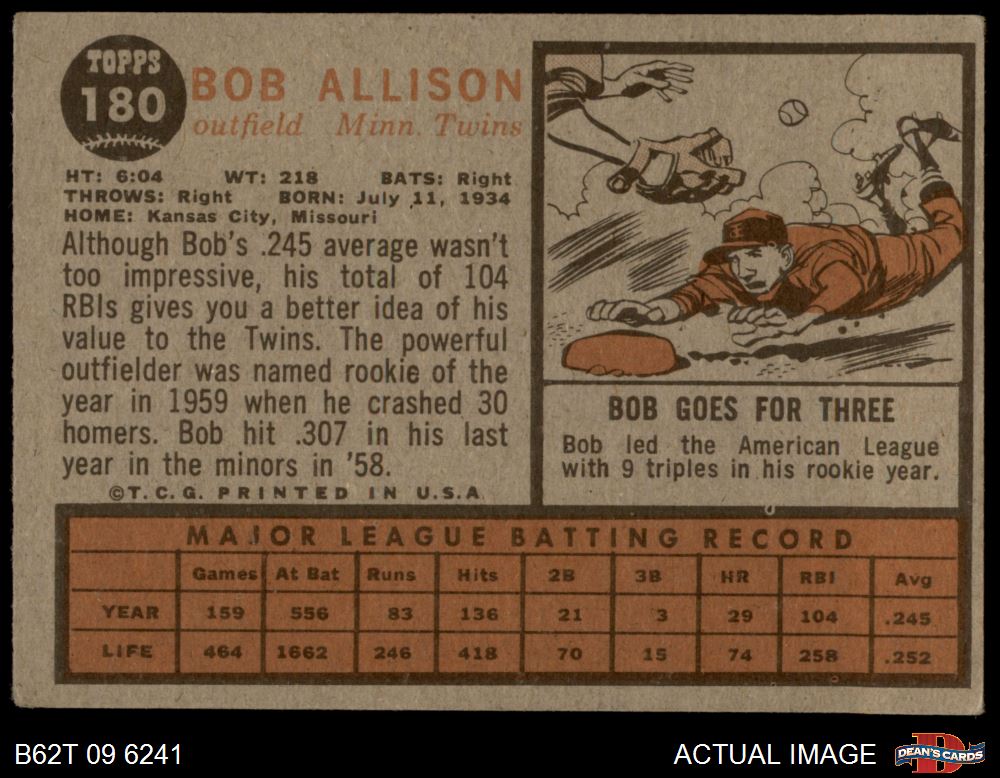 TOPPS
180
BOB ALLISON
outfield Minn. Twins
HT: 6:04 WT: 218 BATS: Right
THROWS: Right BORN: July 11, 1934
HOME: Kansas City, Missouri
Although Bob's .245 average wasn't
too impressive, his total of 104
RBIs gives you a better idea of his
value to the Twins. The powerful
outfielder was named rookie of the
year in 1959 when he crashed 30
homers. Bob hit .307 in his last
year in the minors in '58.
©T.C.G. PRINTED IN U.S.A.
BOB GOES FOR THREE
Bob led the American League
with 9 triples in his rookie year.
MAJOR LEAGUE BATTING RECORD
Games At Bat Runs Hits 2B 3B HR RBI Avg
YEAR 159 556 83 136 21 3 29 104 .245
LIFE 464 1662 246 418 70 15 74 258 .252
B62T 09 6241
ACTUAL IMAGE
DEAN'S CARDS